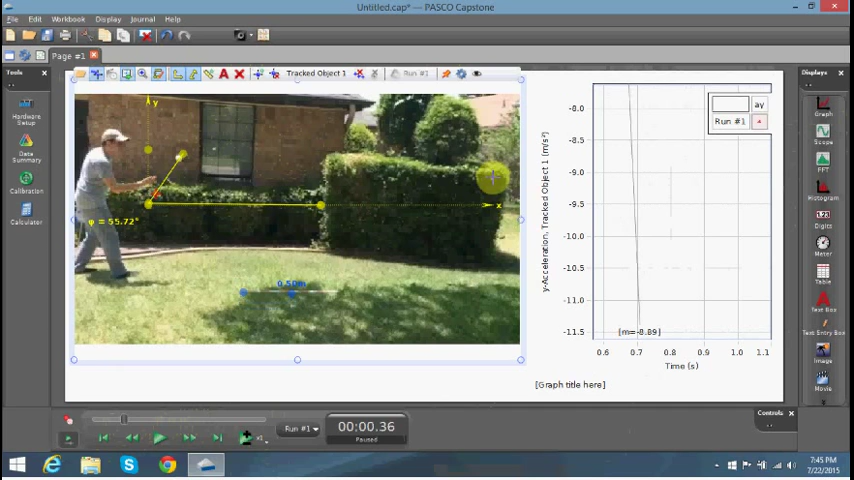 Untitled.cap* — PASCO Capstone
File Edit Workbook Display Journal Help
Page #1
Tools
Displays
Tracked Object 1
Run #1
Hardware Setup
Data Summary
Calculator
y
x
φ = 55.72°
0.50m
y-Acceleration, Tracked Object 1 (m/s²)
-8.0
-8.5
-9.0
-9.5
-10.0
-10.5
-11.0
-11.5
ay
Run #1
[m=-8.89]
0.6 0.7 0.8 0.9 1.0 1.1
Time (s)
[Graph title here]
Graph
Scope
FFT
Histogram
Digits
Meter
Table
Text Box
Text Entry Box
Image
Movie
Controls
Run #1
00:00.36
Paused
7:45 PM
7/22/2015